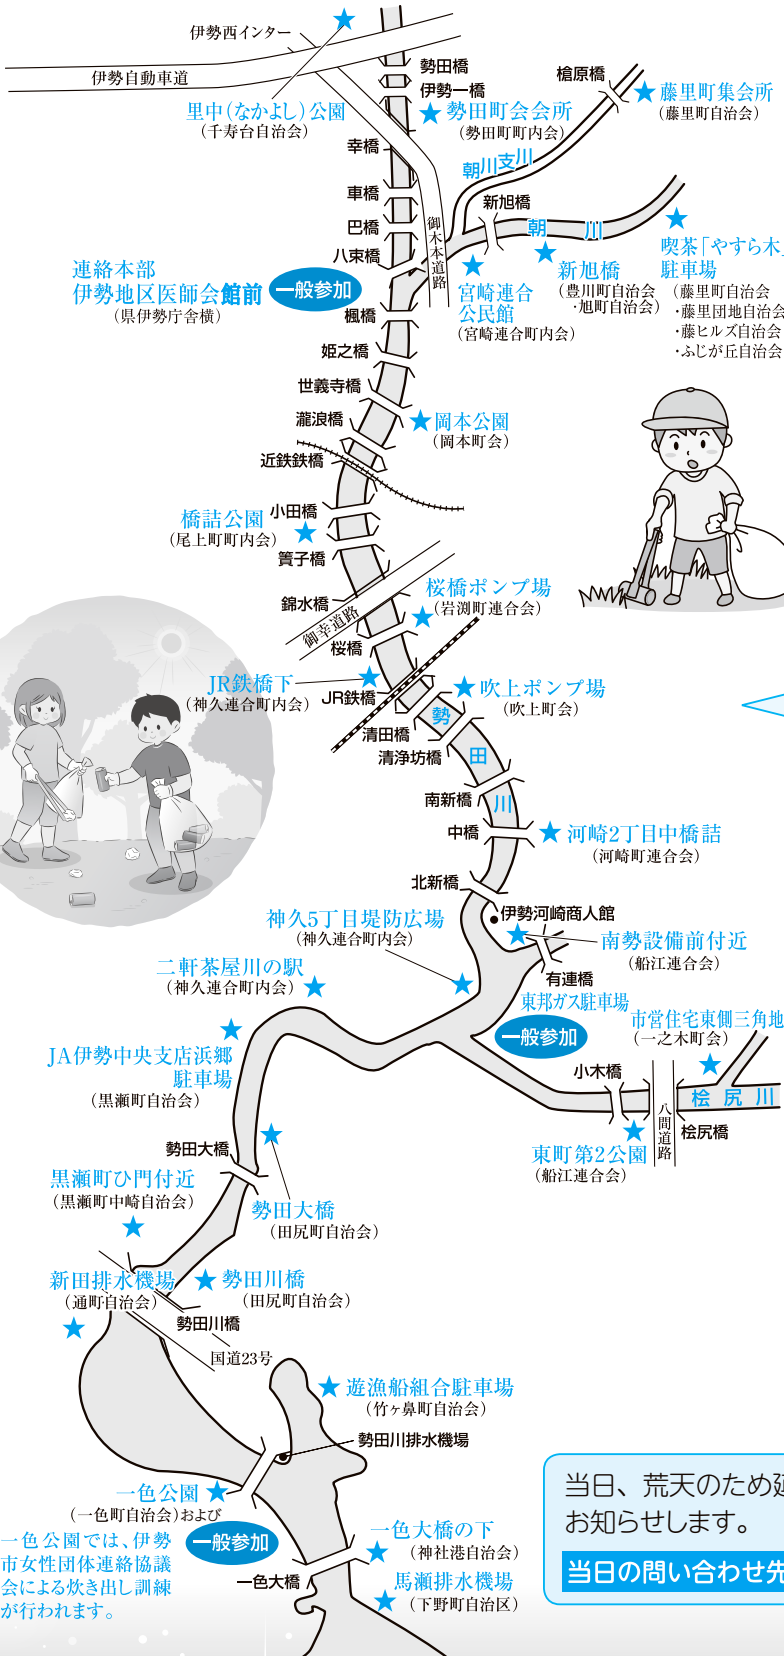 伊勢西インター
伊勢自動車道
里中（なかよし）公園
（千寿台自治会）
勢田橋
伊勢一橋
勢田町会会所
（勢田町町内会）
檜原橋
藤里町集会所
（藤里町自治会）
幸橋
朝川支川
車橋
新旭橋
巴橋
御木本道路
朝川
八束橋
連絡本部
伊勢地区医師会館前
（県伊勢庁舎横）
一般参加
宮崎連合
公民館
（宮崎連合町内会）
新旭橋
（豊川町自治会
・旭町自治会）
喫茶「やすら木」
駐車場
（藤里町自治会
・藤里団地自治会
・藤ヒルズ自治会
・ふじが丘自治会
楓橋
姫之橋
世義寺橋
瀧浪橋
岡本公園
（岡本町会）
近鉄鉄橋
小田橋
橋詰公園
（尾上町町内会）
簀子橋
錦水橋
御幸道路
桜橋ポンプ場
（岩渕町連合会）
桜橋
JR鉄橋下
（神久連合町内会）
JR鉄橋
吹上ポンプ場
（吹上町会）
勢田川
清田橋
清浄坊橋
南新橋
中橋
河崎2丁目中橋詰
（河崎町連合会）
北新橋
伊勢河崎商人館
神久5丁目堤防広場
（神久連合町内会）
南勢設備前付近
（船江連合会）
有連橋
二軒茶屋川の駅
（神久連合町内会）
東邦ガス駐車場
一般参加
市営住宅東側三角地
（一之木町会）
JA伊勢中央支店浜郷
駐車場
（黒瀬町自治会）
小木橋
八間道路
桧尻川
桧尻橋
東町第2公園
（船江連合会）
勢田大橋
黒瀬町ひ門付近
（黒瀬町中崎自治会）
勢田大橋
（田尻町自治会）
新田排水機場
（通町自治会）
勢田川橋
（田尻町自治会）
勢田川橋
国道23号
遊漁船組合駐車場
（竹ヶ鼻町自治会）
勢田川排水機場
一色公園
（一色町自治会）および
一般参加
一色公園では、伊勢
市女性団体連絡協議
会による炊き出し訓練
が行われます。
一色大橋の下
（神社港自治会）
一色大橋
馬瀬排水機場
（下野町自治区）
当日、荒天のため延
お知らせします。
当日の問い合わせ先